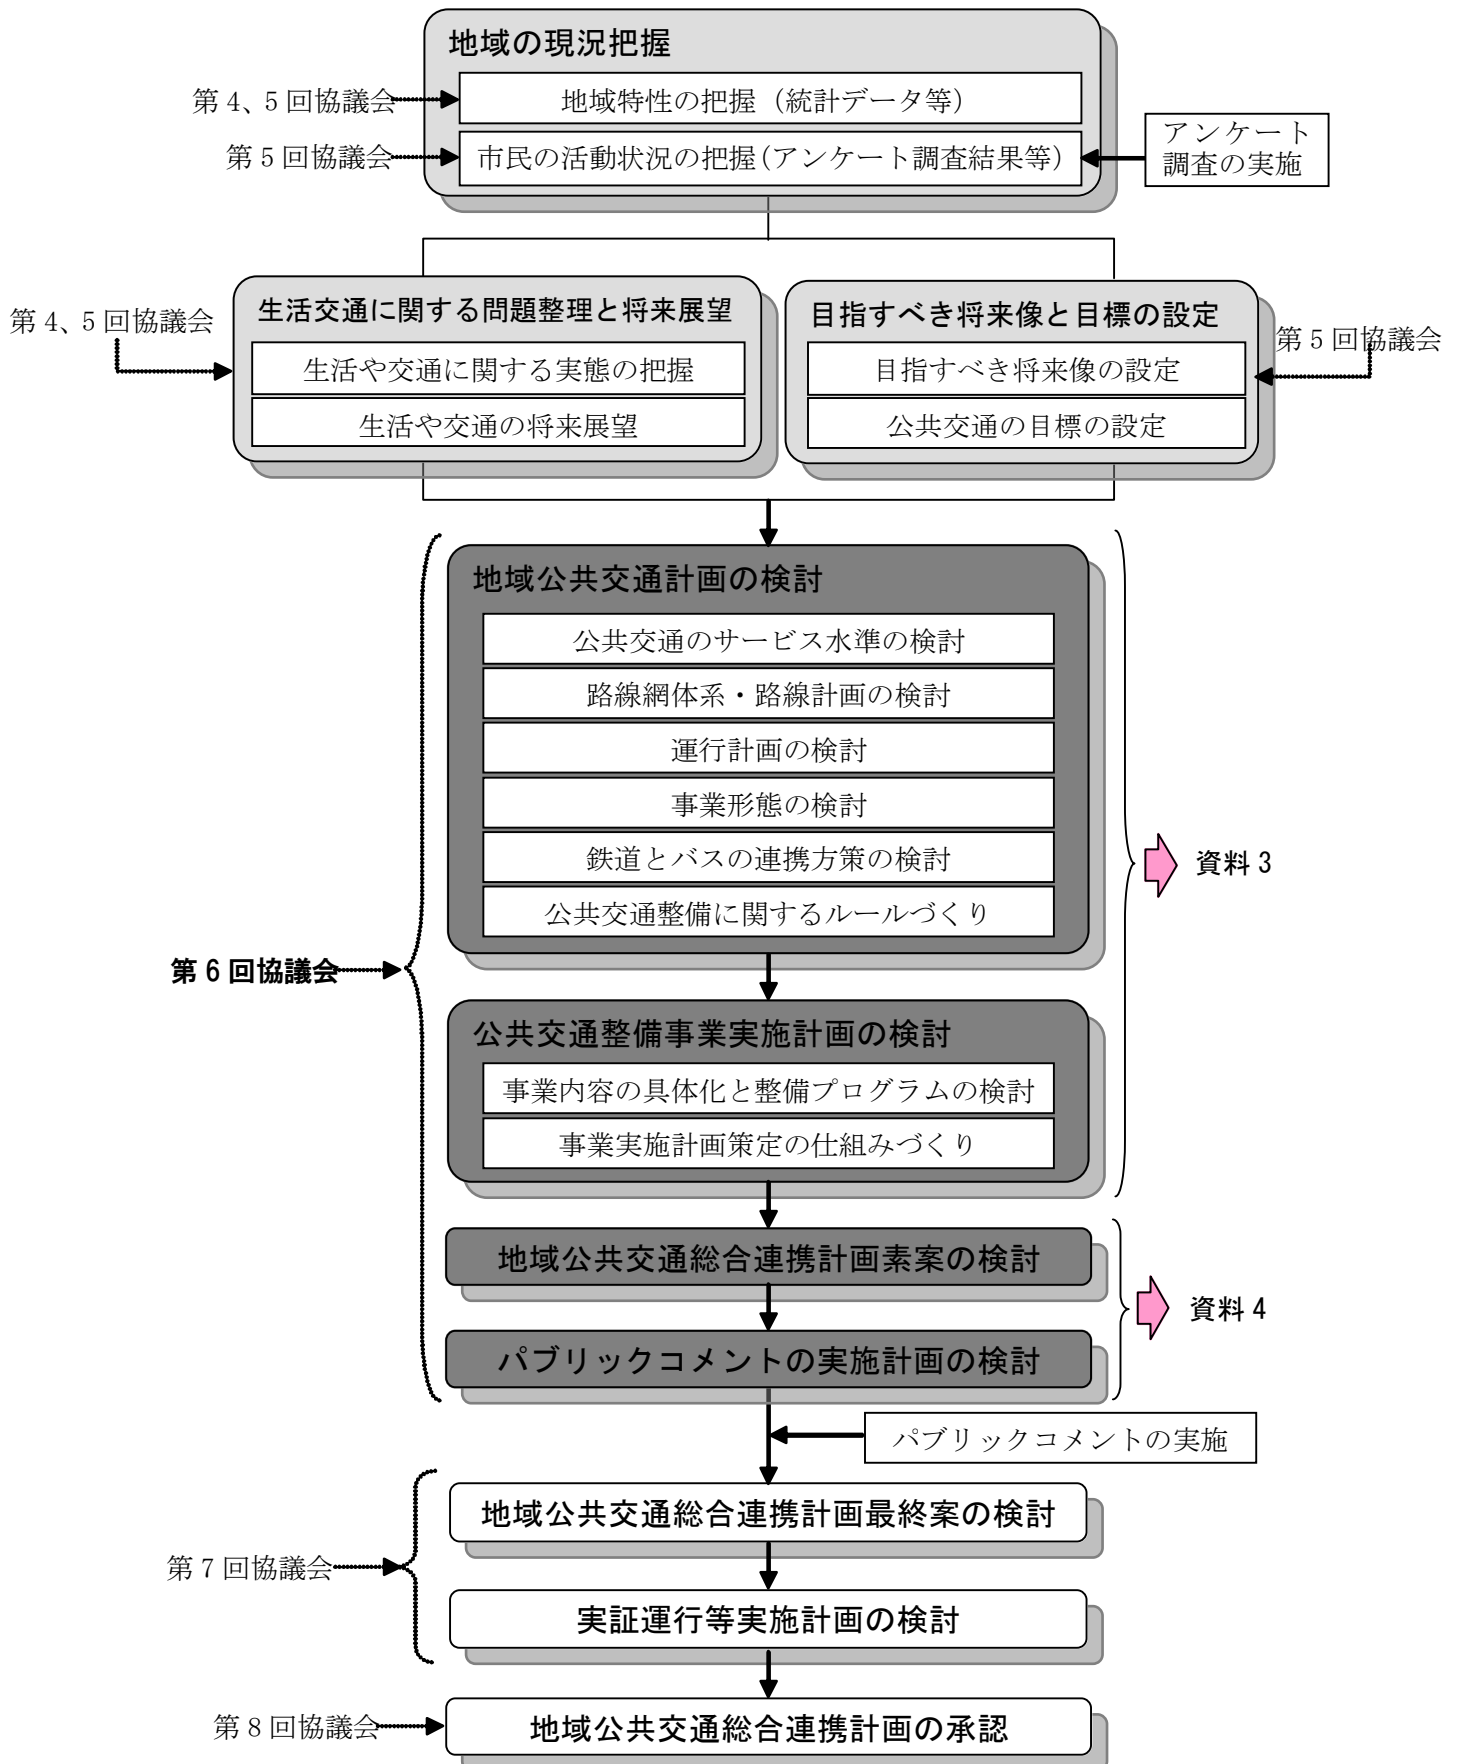 地域の現況把握
第4、5回協議会
地域特性の把握（統計データ等）
第5回協議会
市民の活動状況の把握(アンケート調査結果等)
アンケート
調査の実施
第4、5回協議会
生活交通に関する問題整理と将来展望
生活や交通に関する実態の把握
生活や交通の将来展望
目指すべき将来像と目標の設定
第5回協議会
目指すべき将来像の設定
公共交通の目標の設定
地域公共交通計画の検討
公共交通のサービス水準の検討
路線網体系・路線計画の検討
運行計画の検討
事業形態の検討
鉄道とバスの連携方策の検討
資料3
公共交通整備に関するルールづくり
第6回協議会
公共交通整備事業実施計画の検討
事業内容の具体化と整備プログラムの検討
事業実施計画策定の仕組みづくり
地域公共交通総合連携計画素案の検討
資料4
パブリックコメントの実施計画の検討
パブリックコメントの実施
地域公共交通総合連携計画最終案の検討
第7回協議会
実証運行等実施計画の検討
第8回協議会
地域公共交通総合連携計画の承認